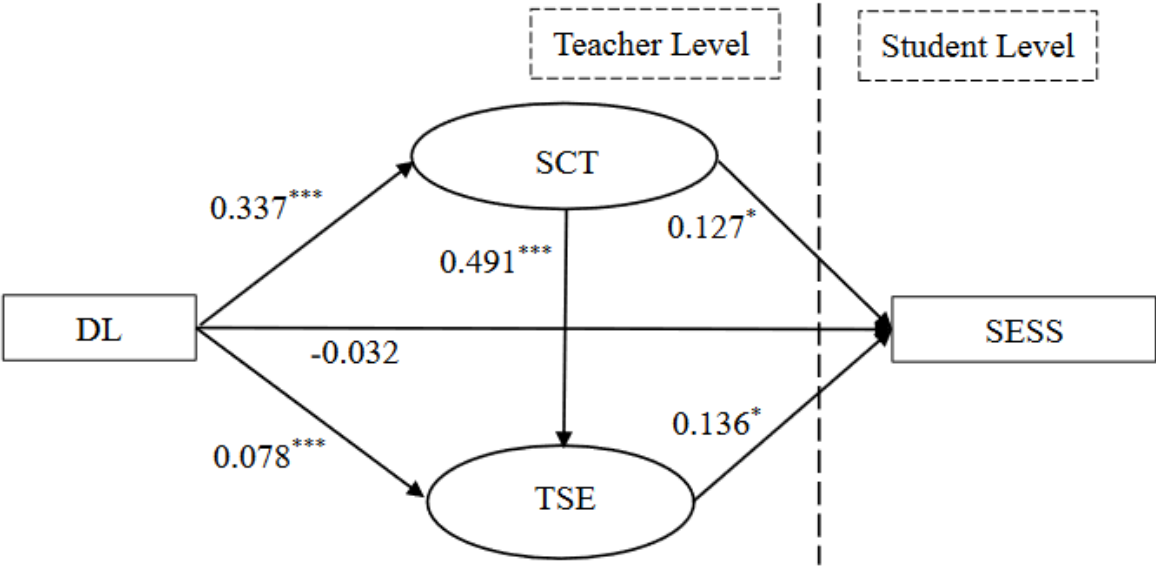 Teacher Level
Student Level
SCT
0.337***
0.127*
0.491***
DL
SESS
-0.032
0.136*
0.078***
TSE